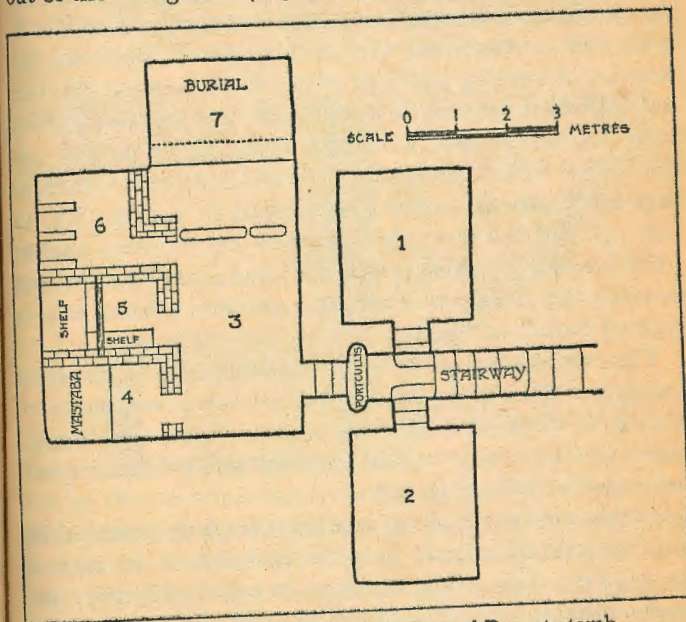 BURIAL
7
0 1 2 3
SCALE METRES
6
1
SHELF
5
3
SHELF
PORTCULLIS
STAIRWAY
MASTABA
4
2
tomb